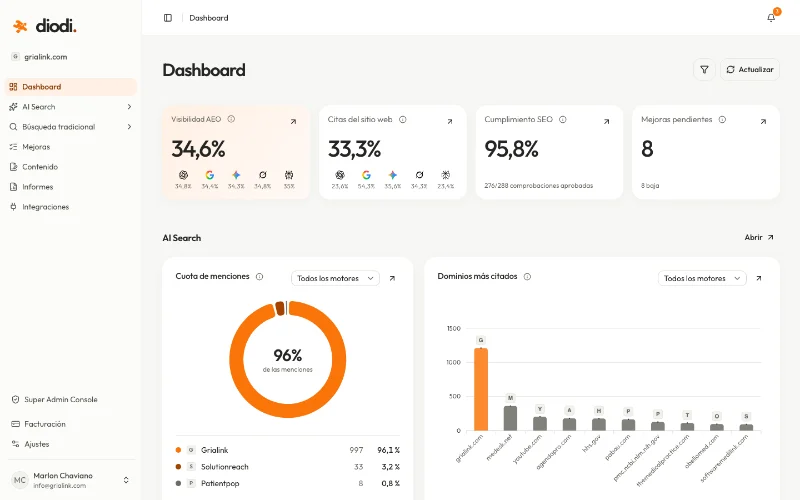 diodi.
G grialink.com
Dashboard
AI Search
Búsqueda tradicional
Mejoras
Contenido
Informes
Integraciones
Super Admin Console
Facturación
Ajustes
MC
Marlon Chaviano
info@grialink.com
Dashboard
Dashboard
Actualizar
Visibilidad AEO
34,6%
34,8% 34,4% 34,3% 34,8% 35%
Citas del sitio web
33,3%
23,6% 54,3% 35,6% 34,3% 23,4%
Cumplimiento SEO
95,8%
276/288 comprobaciones aprobadas
Mejoras pendientes
8
8 baja
AI Search
Abrir
Cuota de menciones
Todos los motores
96%
de las menciones
G Grialink 997 96,1 %
S Solutionreach 33 3,2 %
P Patientpop 8 0,8 %
Dominios más citados
Todos los motores
1500
1000
500
0
G M Y A H P P T O S
grialink.com
medesk.net
youtube.com
agendapro.com
hhs.gov
pabau.com
pmc.ncbi.nlm.nih.gov
themedicalpractice.com
obeliomed.com
softwaremedilink.com